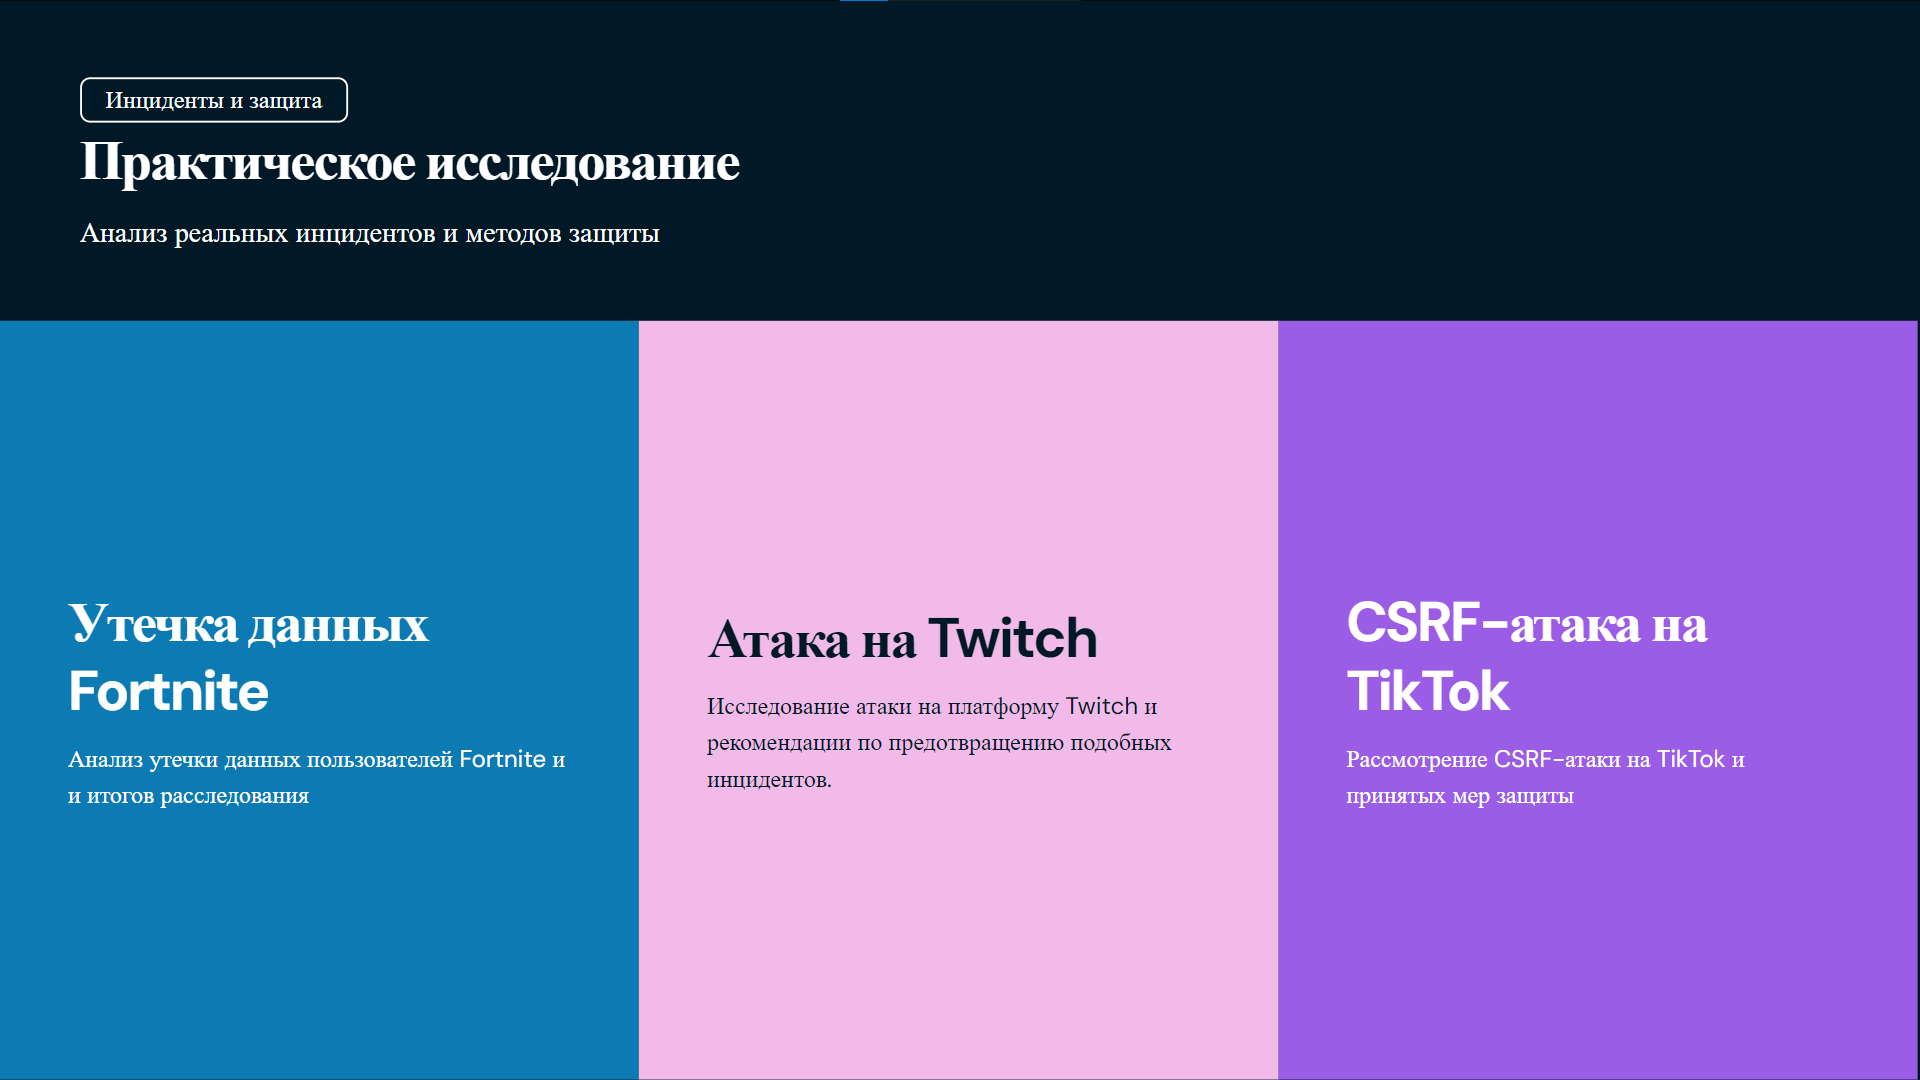 Инциденты и защита
Практическое исследование
Анализ реальных инцидентов и методов защиты
Утечка данных
Fortnite
Анализ утечки данных пользователей Fortnite и
и итогов расследования
Атака на Twitch
Исследование атаки на платформу Twitch и
рекомендации по предотвращению подобных
инцидентов.
CSRF-атака на
TikTok
Рассмотрение CSRF-атаки на TikTok и
принятых мер защиты